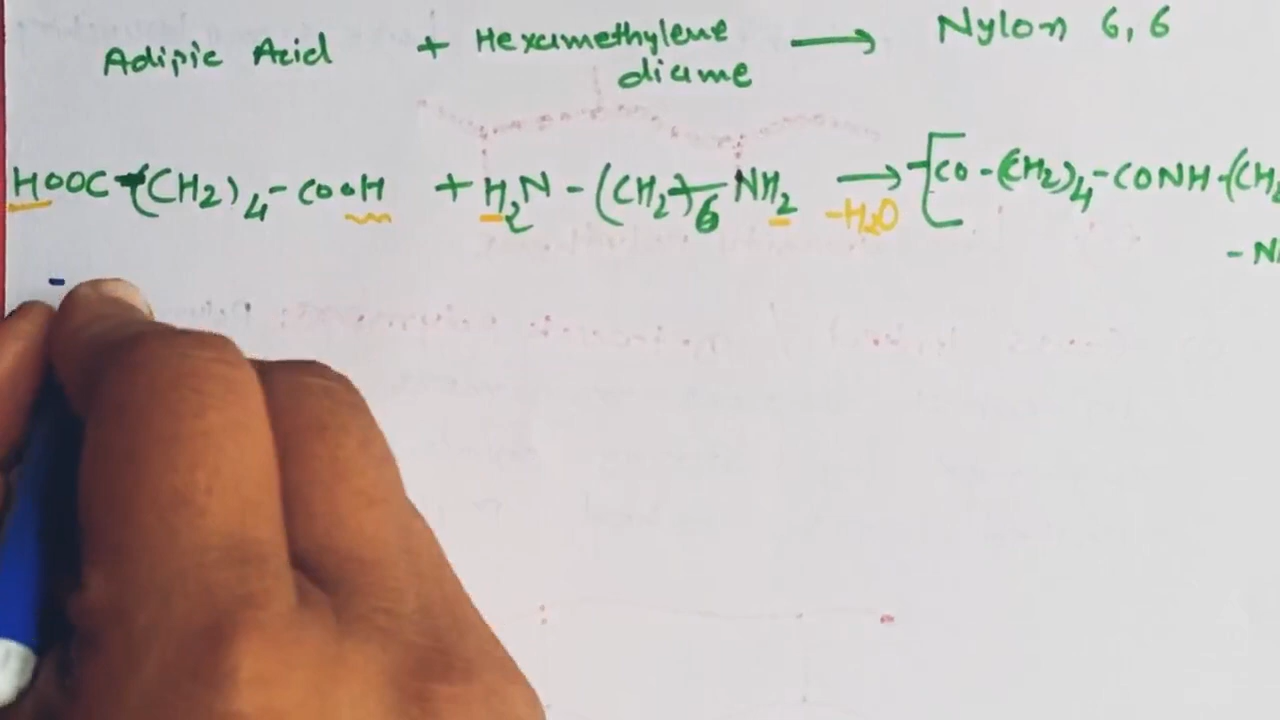 Adipic Acid + Hexamethylene diame → Nylon 6,6
HOOC-(CH2)4-COOH + H2N-(CH2)6-NH2 → [CO-(CH2)4-CONH-(CH2
-H2O
-N